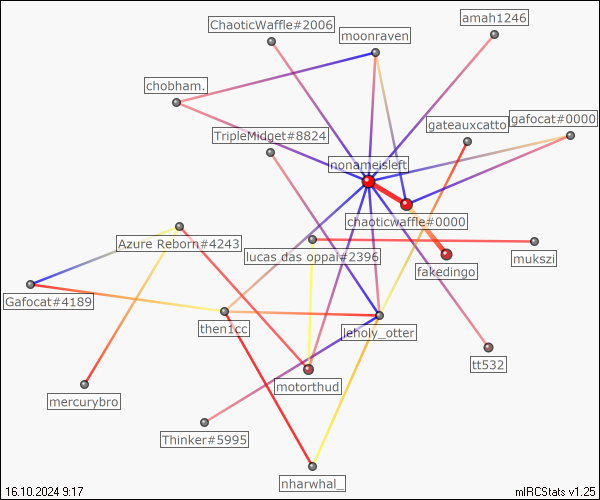 amah1246
ChaoticWaffle#2006
moonraven
chobham.
gafocat#0000
gateauxcatto
TripleMidget#8824
nonameisleft
chaoticwaffle#0000
Azure Reborn#4243
lucas das oppai#2396
mukszi
fakedingo
Gafocat#4189
then1cc
leholy_otter
tt532
motorthud
mercurybro
Thinker#5995
nharwhal_
16.10.2024 9:17
mIRCStats v1.25